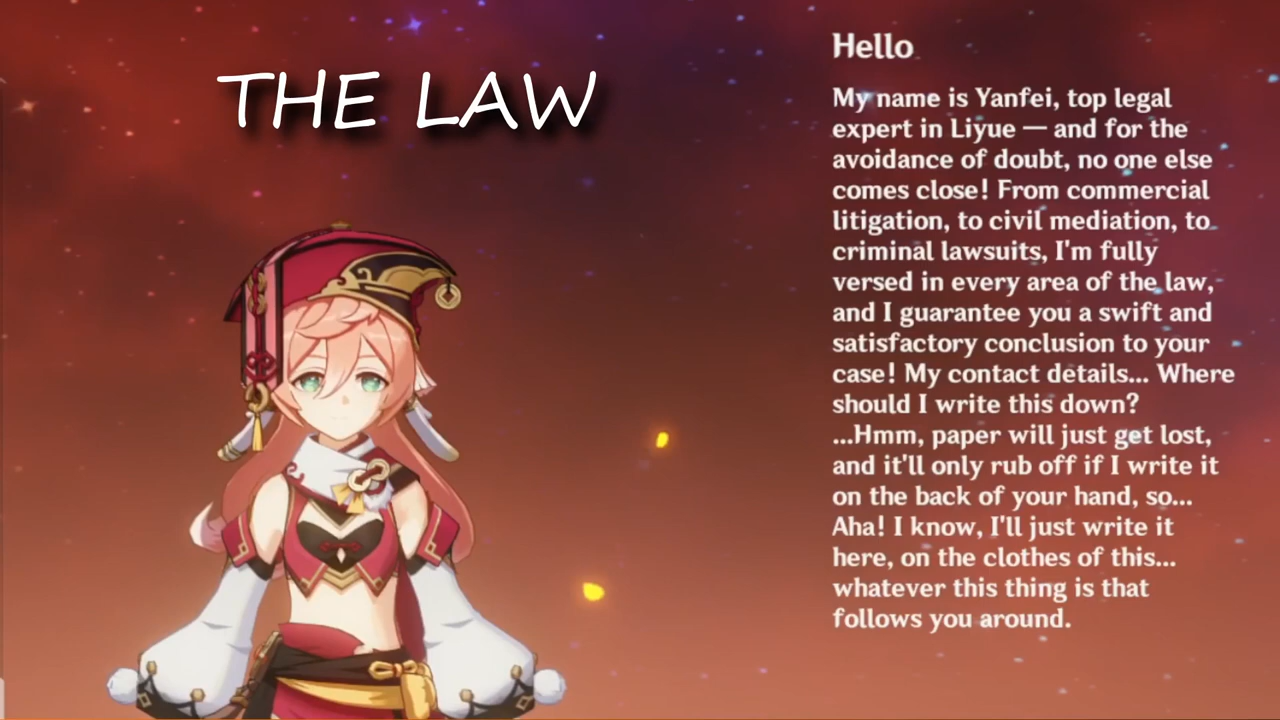 THE LAW
Hello
My name is Yanfei, top legal
expert in Liyue — and for the
avoidance of doubt, no one else
comes close! From commercial
litigation, to civil mediation, to
criminal lawsuits, I'm fully
versed in every area of the law,
and I guarantee you a swift and
satisfactory conclusion to your
case! My contact details... Where
should I write this down?
...Hmm, paper will just get lost,
and it'll only rub off if I write it
on the back of your hand, so...
Aha! I know, I'll just write it
here, on the clothes of this...
whatever this thing is that
follows you around.